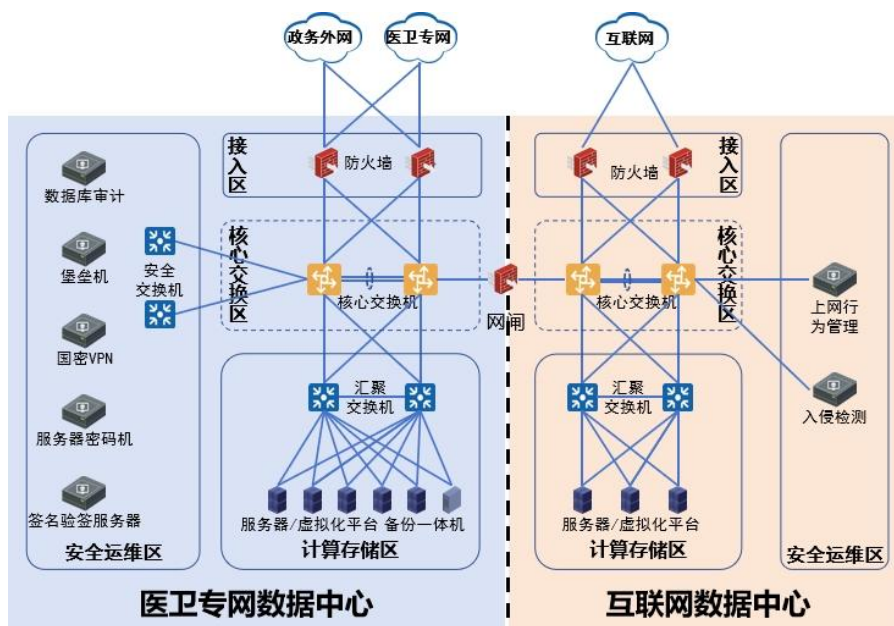 政务外网
医卫专网
互联网
接入区
防火墙
数据库审计
堡垒机
安全
交换机
国密VPN
服务器密码机
签名验签服务器
安全运维区
核心交换区
核心交换机
网闸
汇聚
交换机
服务器/虚拟化平台 备份一体机
计算存储区
医卫专网数据中心
防火墙
接入区
核心交换区
核心交换机
汇聚
交换机
服务器/虚拟化平台
计算存储区
上网行
为管理
入侵检测
安全运维区
互联网数据中心